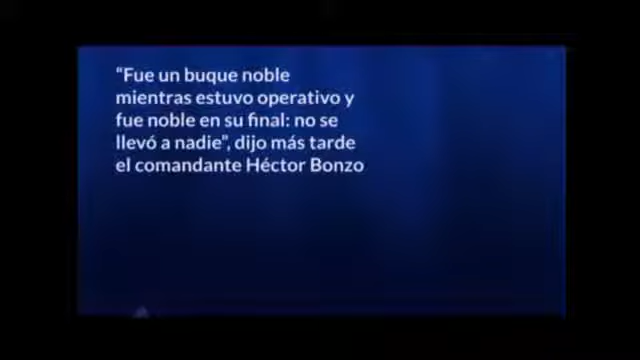 “Fue un buque noble
mientras estuvo operativo y
fue noble en su final: no se
llevó a nadie”, dijo más tarde
el comandante Héctor Bonzo